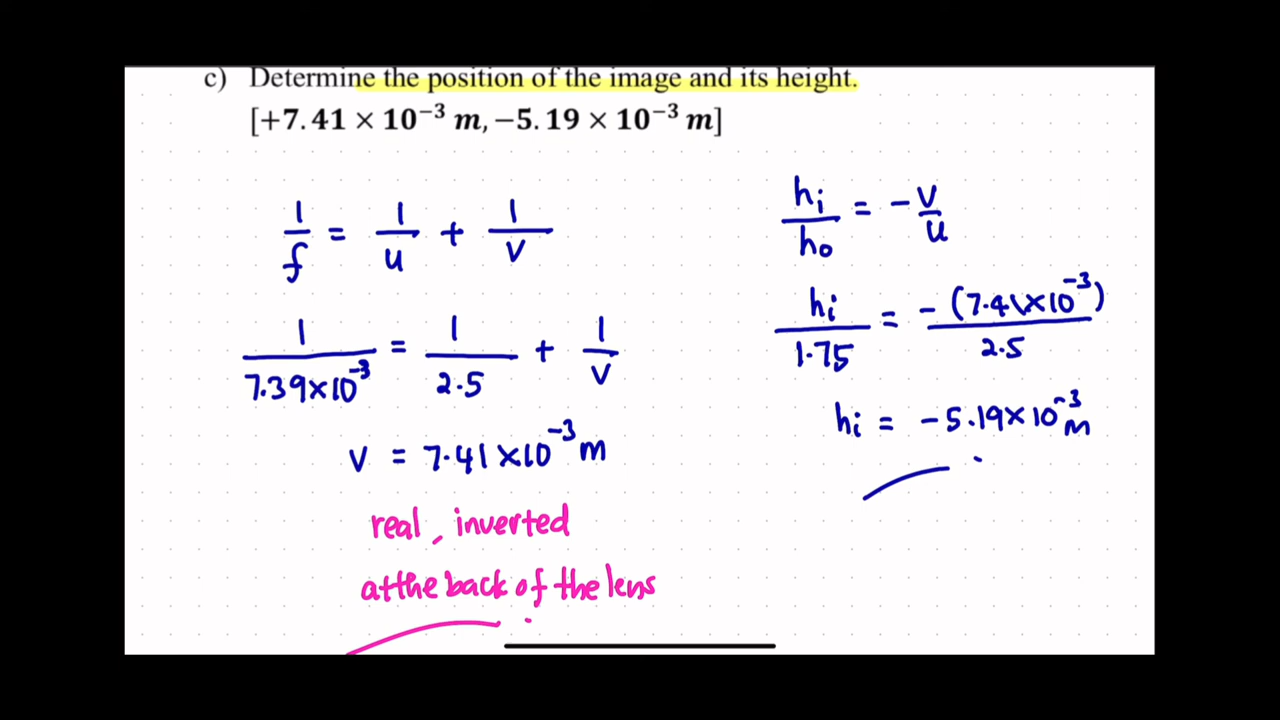 c) Determine the position of the image and its height.
[+7.41 × 10⁻³ m, −5.19 × 10⁻³ m]
1/f = 1/u + 1/v
1/(7.39×10⁻³) = 1/2.5 + 1/v
v = 7.41×10⁻³ m
real, inverted
at the back of the lens
hᵢ/hₒ = -v/u
hᵢ/1.75 = -(7.41×10⁻³)/2.5
hᵢ = -5.19×10⁻³ m